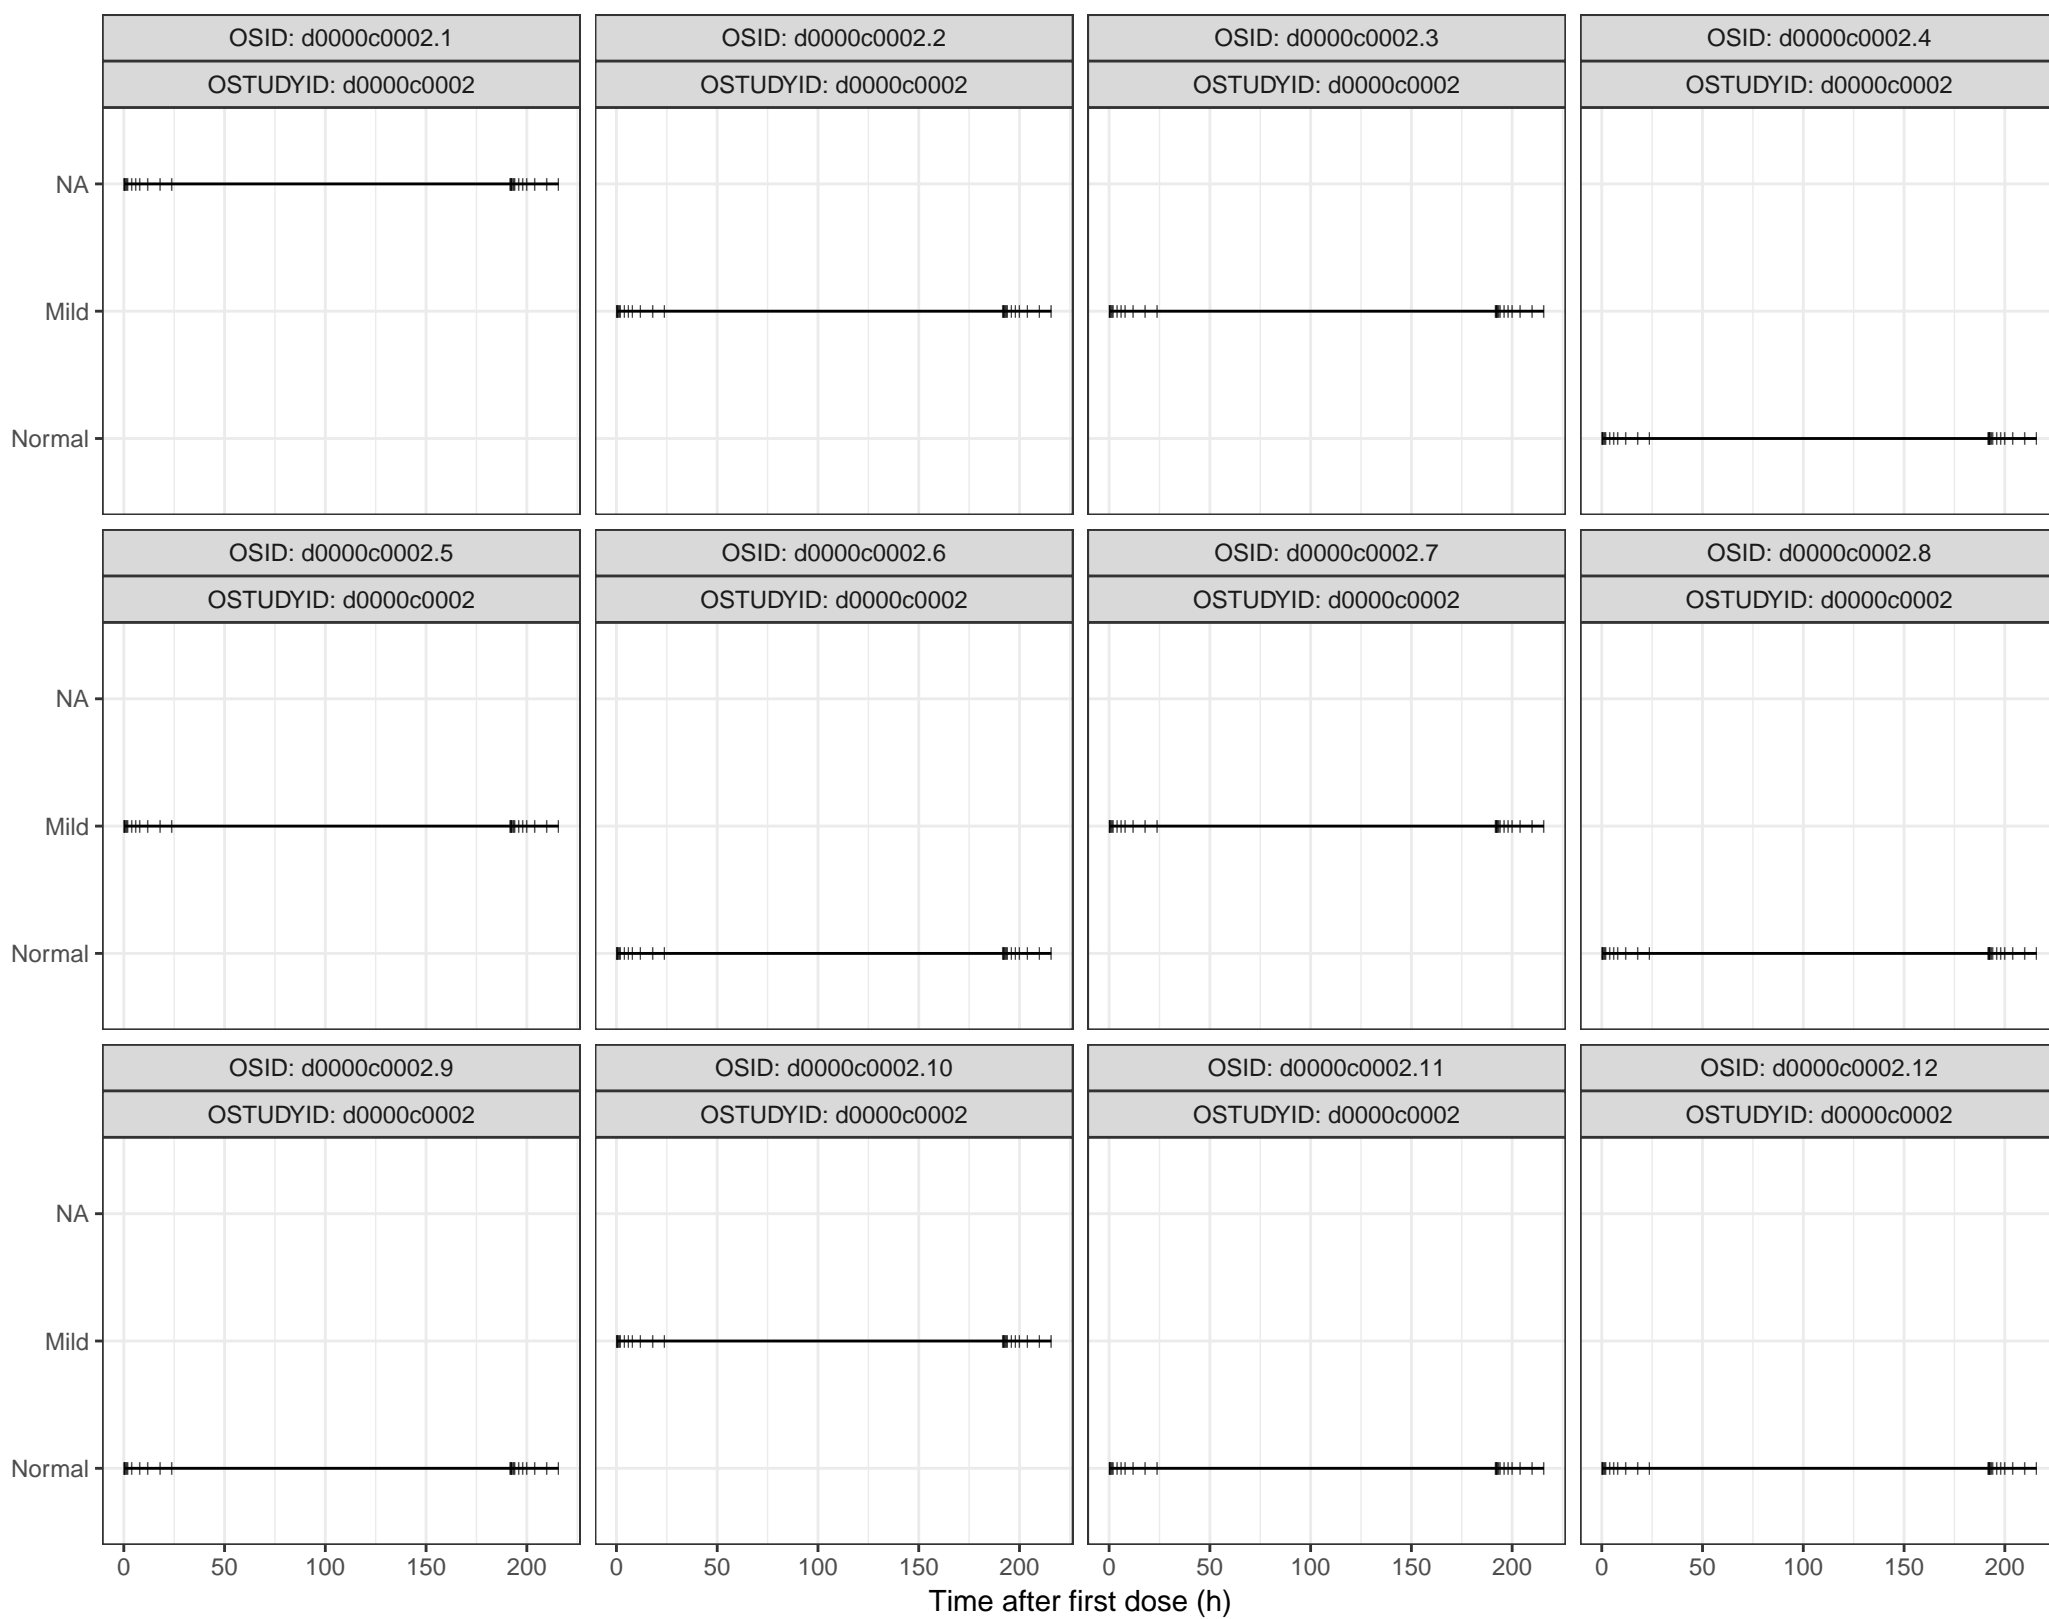 OSID: d0000c0002.1 OSID: d0000c0002.2 OSID: d0000c0002.3 OSID: d0000c0002.4
OSTUDYID: d0000c0002 OSTUDYID: d0000c0002 OSTUDYID: d0000c0002 OSTUDYID: d0000c0002
NA
Mild
Normal
OSID: d0000c0002.5 OSID: d0000c0002.6 OSID: d0000c0002.7 OSID: d0000c0002.8
OSTUDYID: d0000c0002 OSTUDYID: d0000c0002 OSTUDYID: d0000c0002 OSTUDYID: d0000c0002
NA
Mild
Normal
OSID: d0000c0002.9 OSID: d0000c0002.10 OSID: d0000c0002.11 OSID: d0000c0002.12
OSTUDYID: d0000c0002 OSTUDYID: d0000c0002 OSTUDYID: d0000c0002 OSTUDYID: d0000c0002
NA
Mild
Normal
0 50 100 150 200 0 50 100 150 200 0 50 100 150 200 0 50 100 150 200
Time after first dose (h)